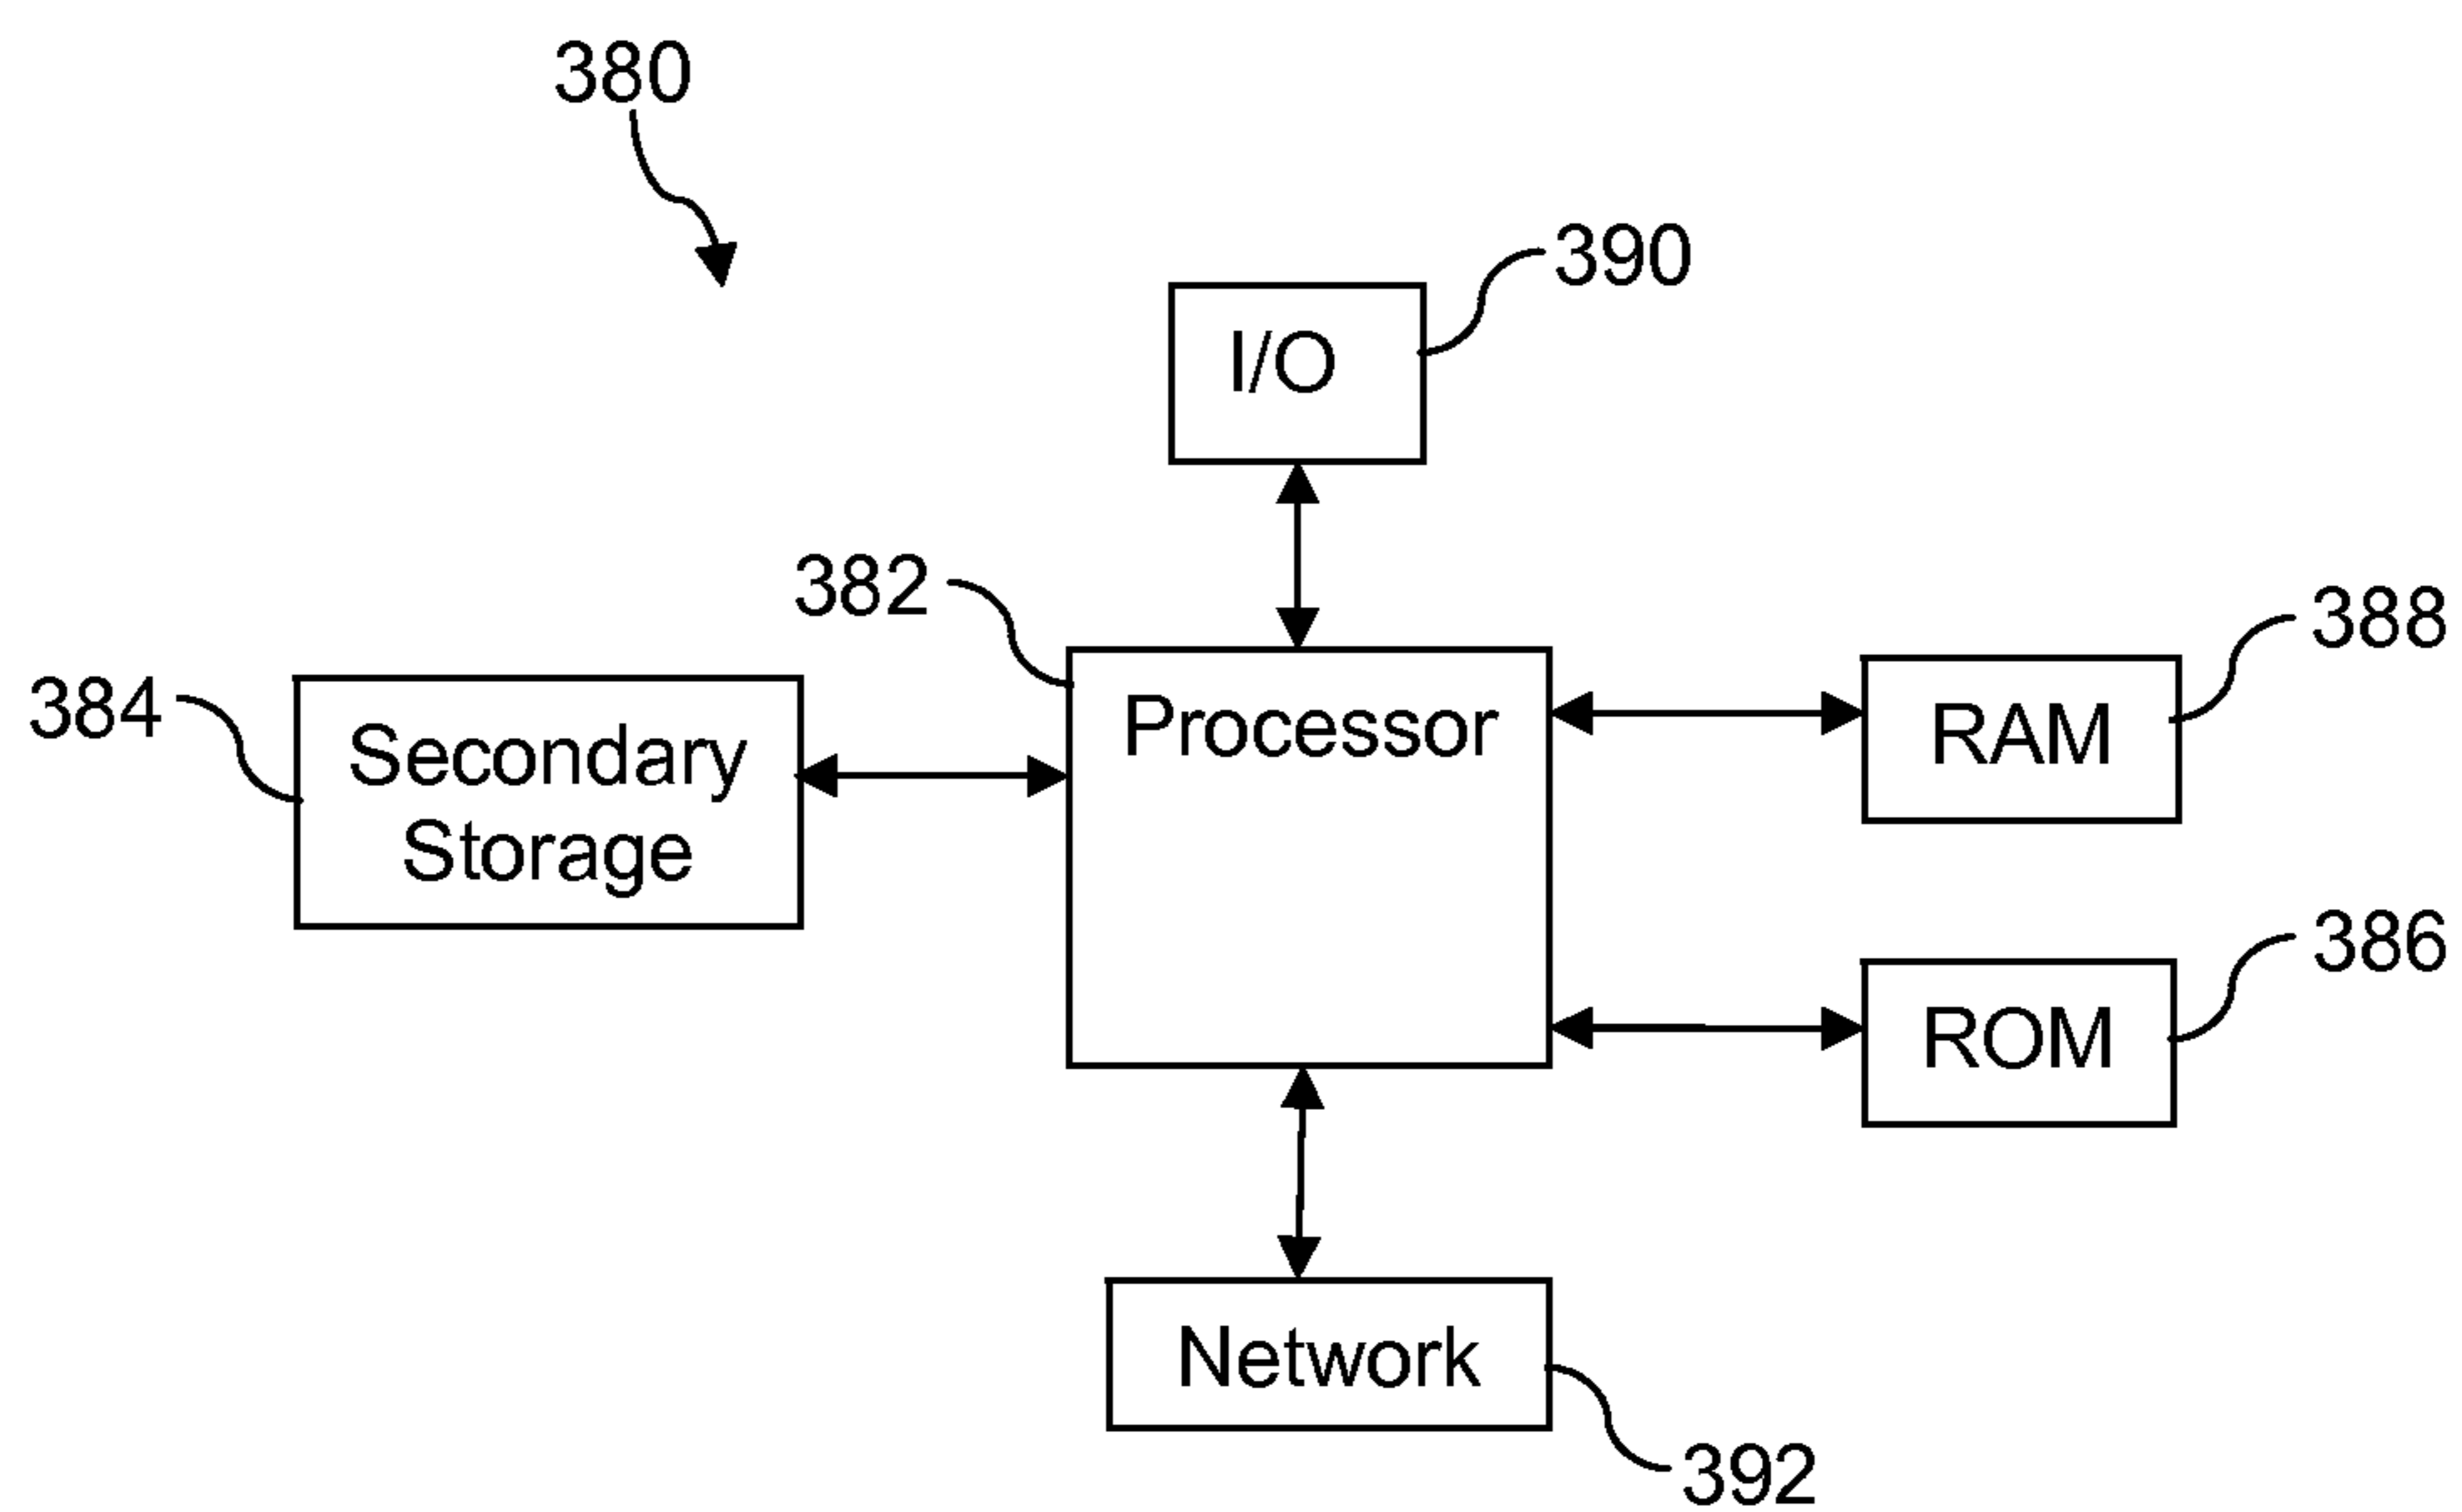 380
390
I/O
382
388
384
Processor
RAM
Secondary
Storage
386
ROM
Network
392